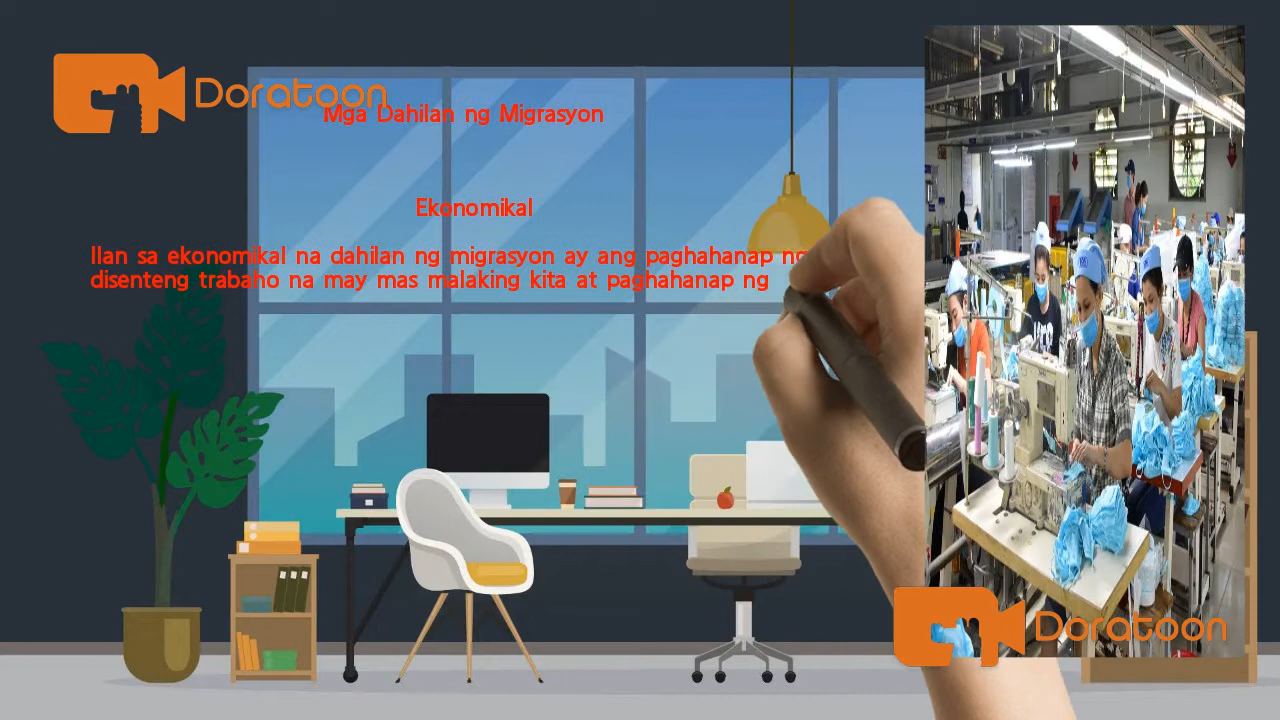 Doratoon
Mga Dahilan ng Migrasyon
Ekonomikal
Ilan sa ekonomikal na dahilan ng migrasyon ay ang paghahanap ng
disenteng trabaho na may mas malaking kita at paghahanap ng
Doratoon